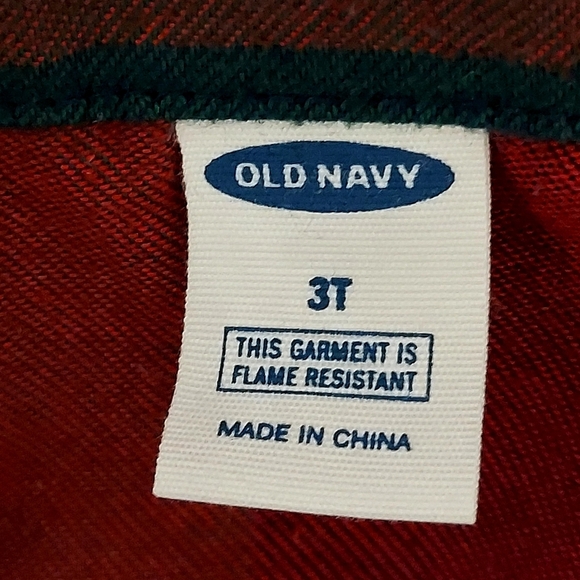 OLD NAVY
3T
THIS GARMENT IS
FLAME RESISTANT
MADE IN CHINA